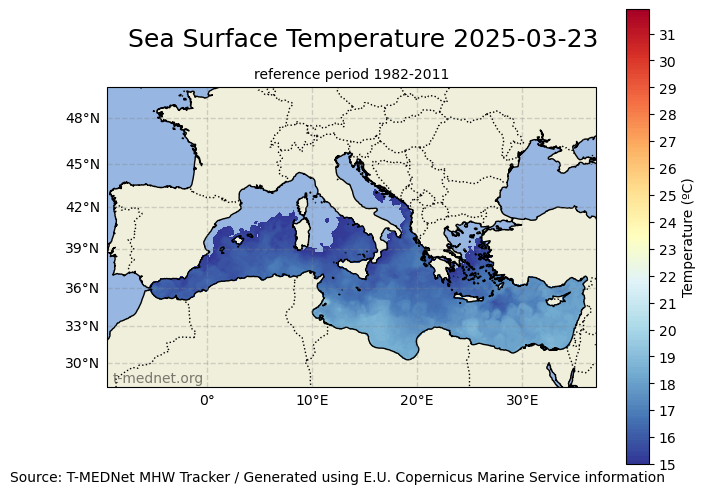 Sea Surface Temperature 2025-03-23
reference period 1982-2011
48°N
45°N
42°N
39°N
36°N
33°N
30°N
0°
10°E
20°E
30°E
t-mednet.org
31
30
29
28
27
26
25
24
23
22
21
20
19
18
17
16
15
Temperature (ºC)
Source: T-MEDNet MHW Tracker / Generated using E.U. Copernicus Marine Service information